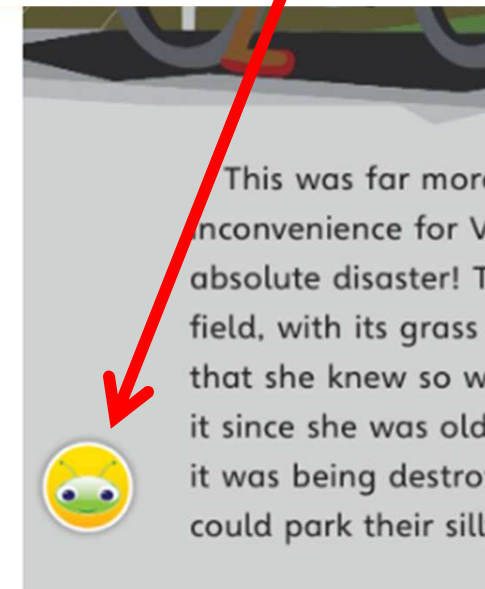 This was far more
inconvenience for V
absolute disaster! T
field, with its grass
that she knew so w
it since she was old
it was being destro
could park their sill